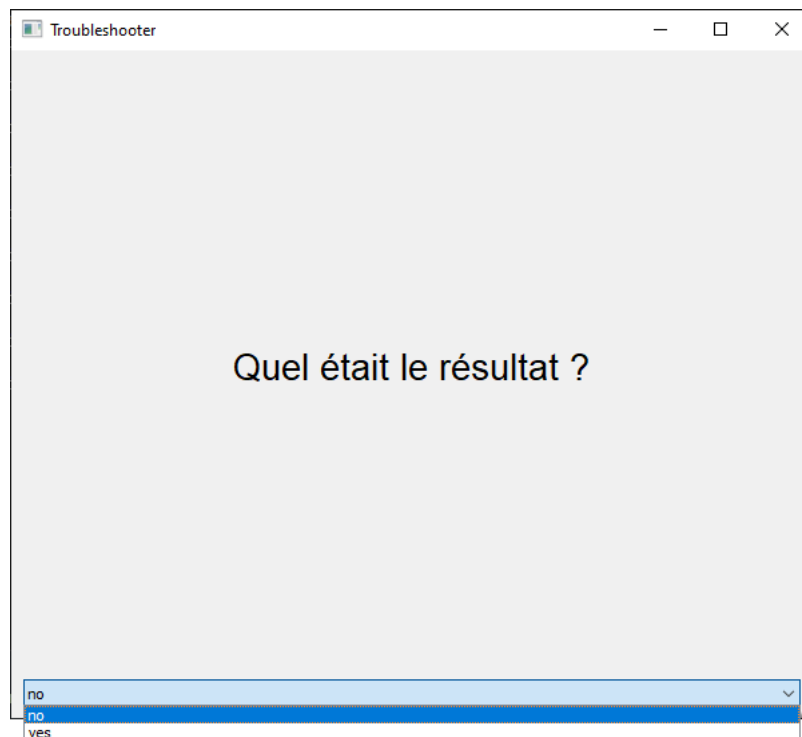 Troubleshooter
Quel était le résultat ?
no
no
yes